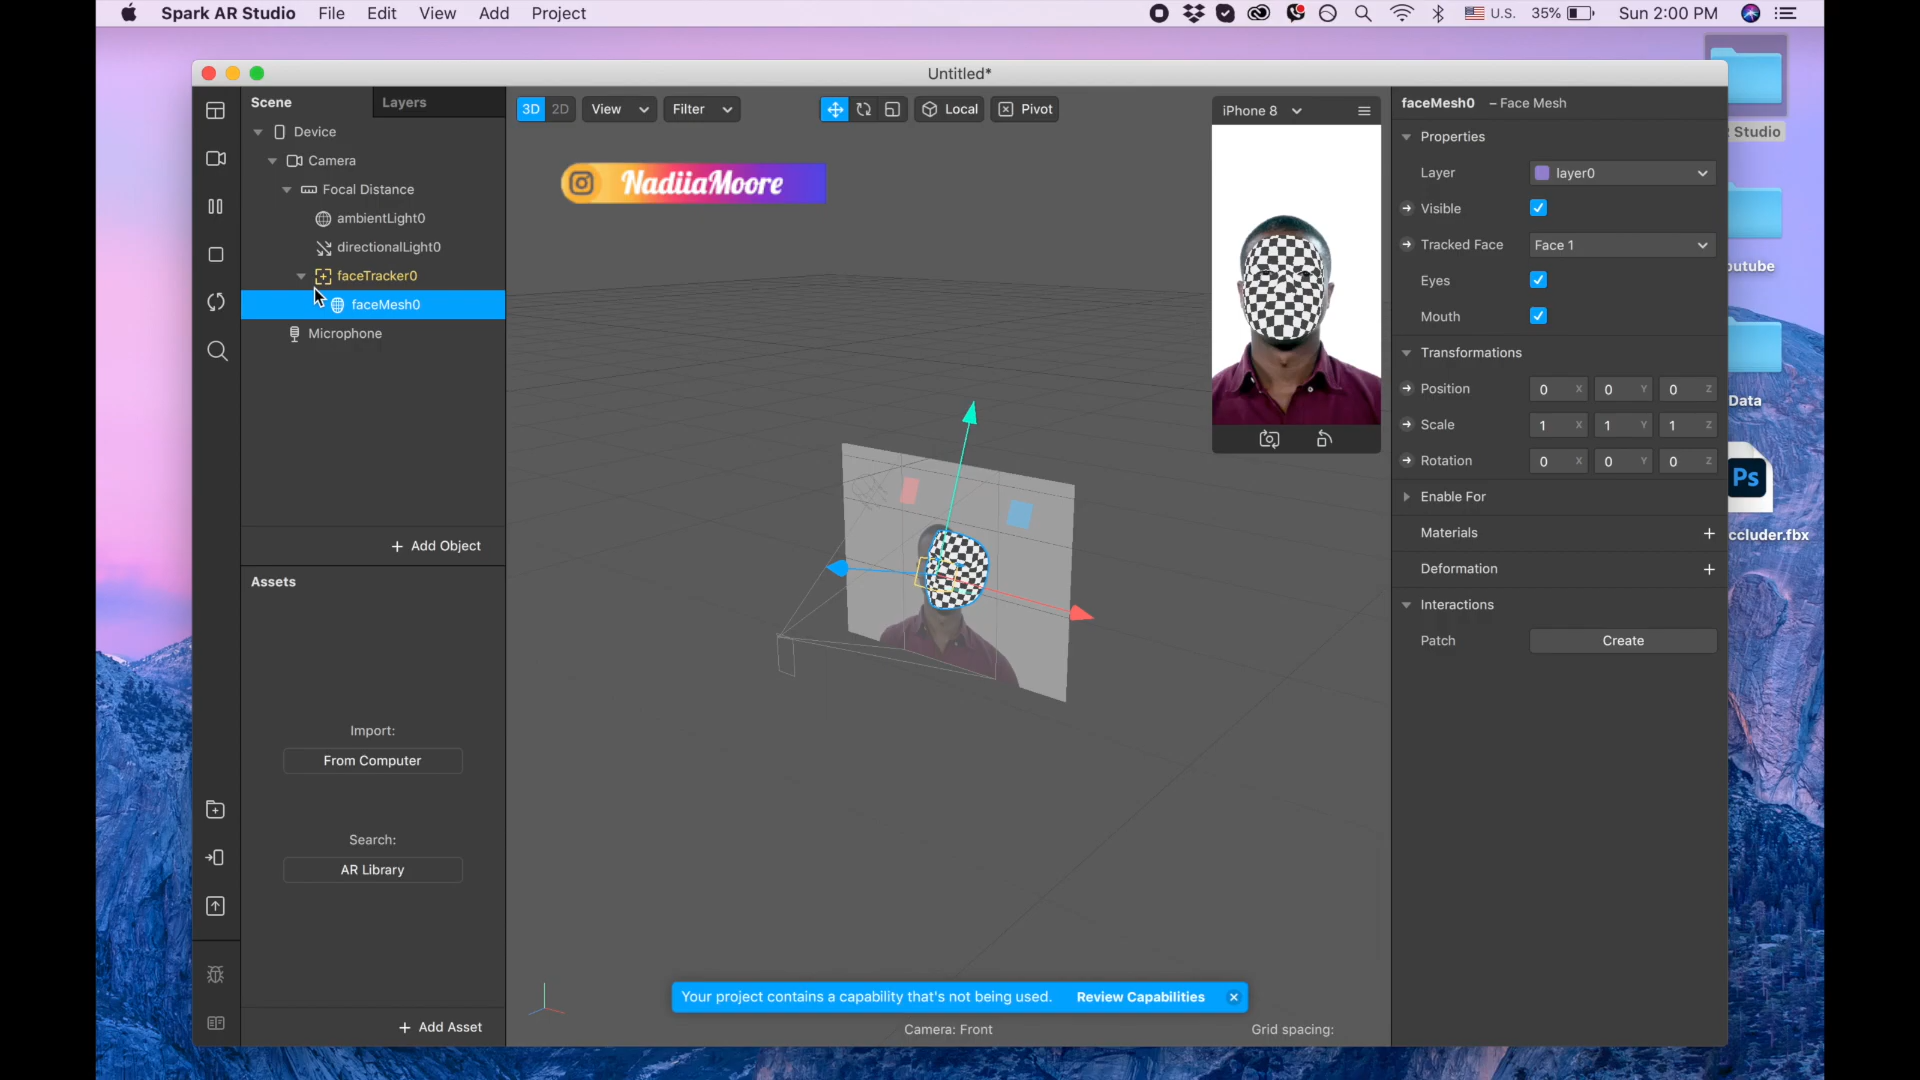 Spark AR Studio File Edit View Add Project
U.S. 35% Sun 2:00 PM
Untitled*
Scene Layers
Device
Camera
Focal Distance
ambientLight0
directionalLight0
faceTracker0
faceMesh0
Microphone
+ Add Object
Assets
Import:
From Computer
Search:
AR Library
+ Add Asset
3D 2D View Filter Local Pivot
NadiiaMoore
iPhone 8
Your project contains a capability that's not being used. Review Capabilities
Camera: Front Grid spacing:
faceMesh0 – Face Mesh
Properties
Layer layer0
Visible
Tracked Face Face 1
Eyes
Mouth
Transformations
Position 0 X 0 Y 0 Z
Scale 1 X 1 Y 1 Z
Rotation 0 X 0 Y 0 Z
Enable For
Materials +
Deformation +
Interactions
Patch Create
Studio
outube
Data
Ps
ccluder.fbx